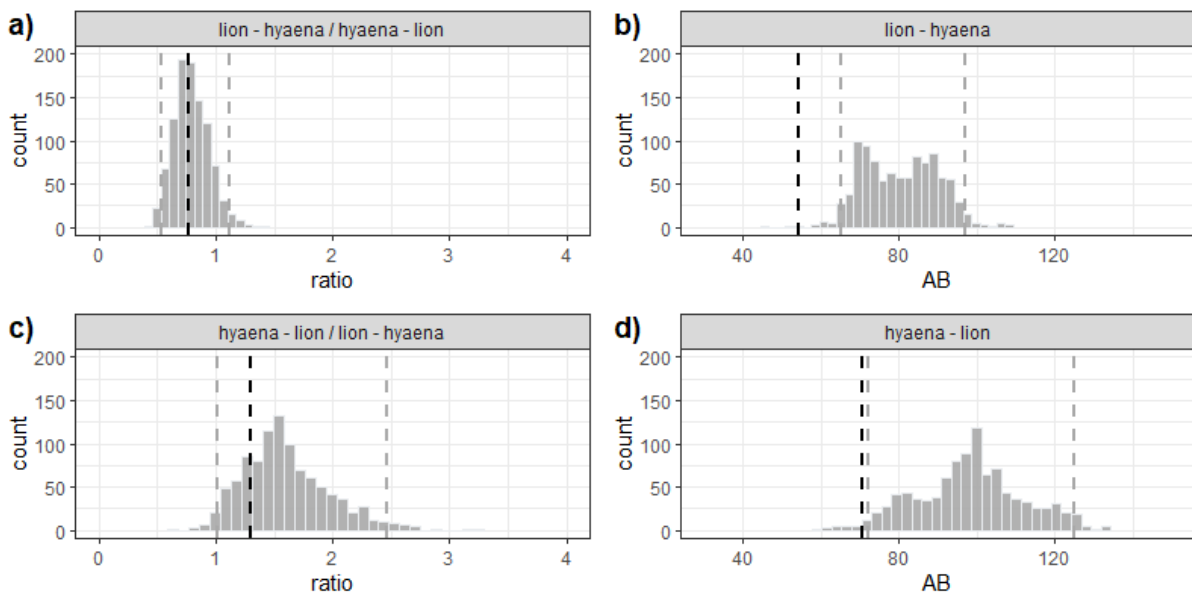 a)
lion - hyaena / hyaena - lion
200
150
100
50
0
count
0 1 2 3 4
ratio
b)
lion - hyaena
200
150
100
50
0
count
40 80 120
AB
c)
hyaena - lion / lion - hyaena
200
150
100
50
0
count
0 1 2 3 4
ratio
d)
hyaena - lion
200
150
100
50
0
count
40 80 120
AB